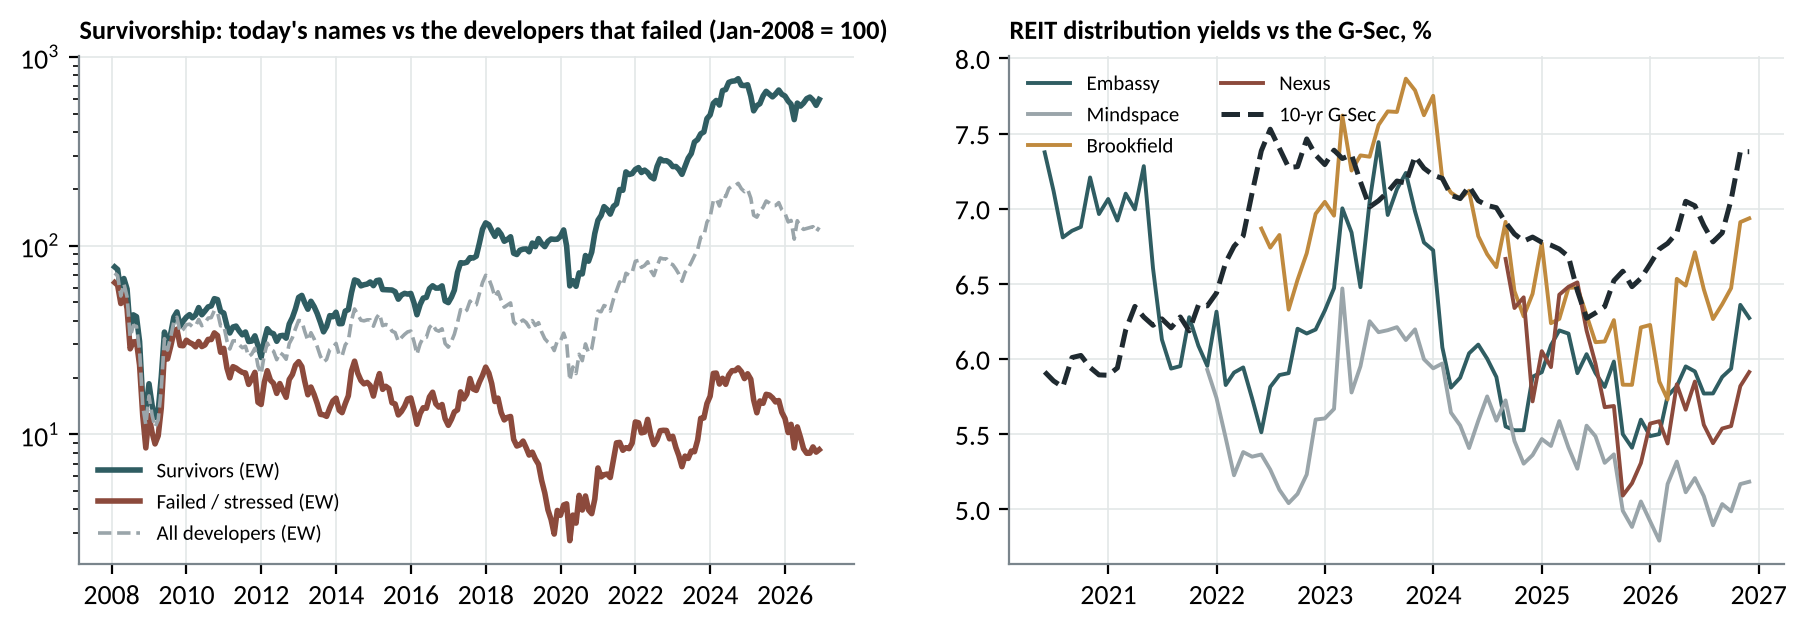 Survivorship: today's names vs the developers that failed (Jan-2008 = 100)
10³
10²
10¹
Survivors (EW)
Failed / stressed (EW)
All developers (EW)
2008 2010 2012 2014 2016 2018 2020 2022 2024 2026
REIT distribution yields vs the G-Sec, %
8.0
7.5
7.0
6.5
6.0
5.5
5.0
Embassy
Mindspace
Brookfield
Nexus
10-yr G-Sec
2021 2022 2023 2024 2025 2026 2027